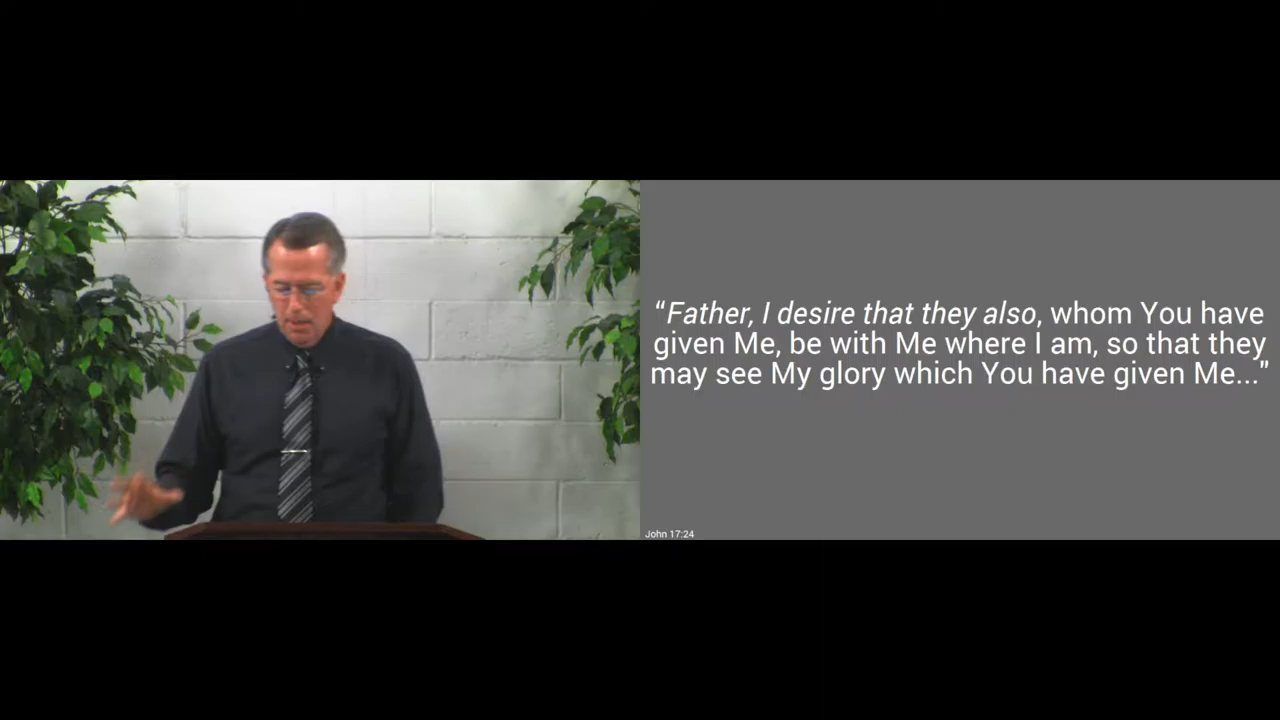 “Father, I desire that they also, whom You have
given Me, be with Me where I am, so that they
may see My glory which You have given Me..."
John 17:24